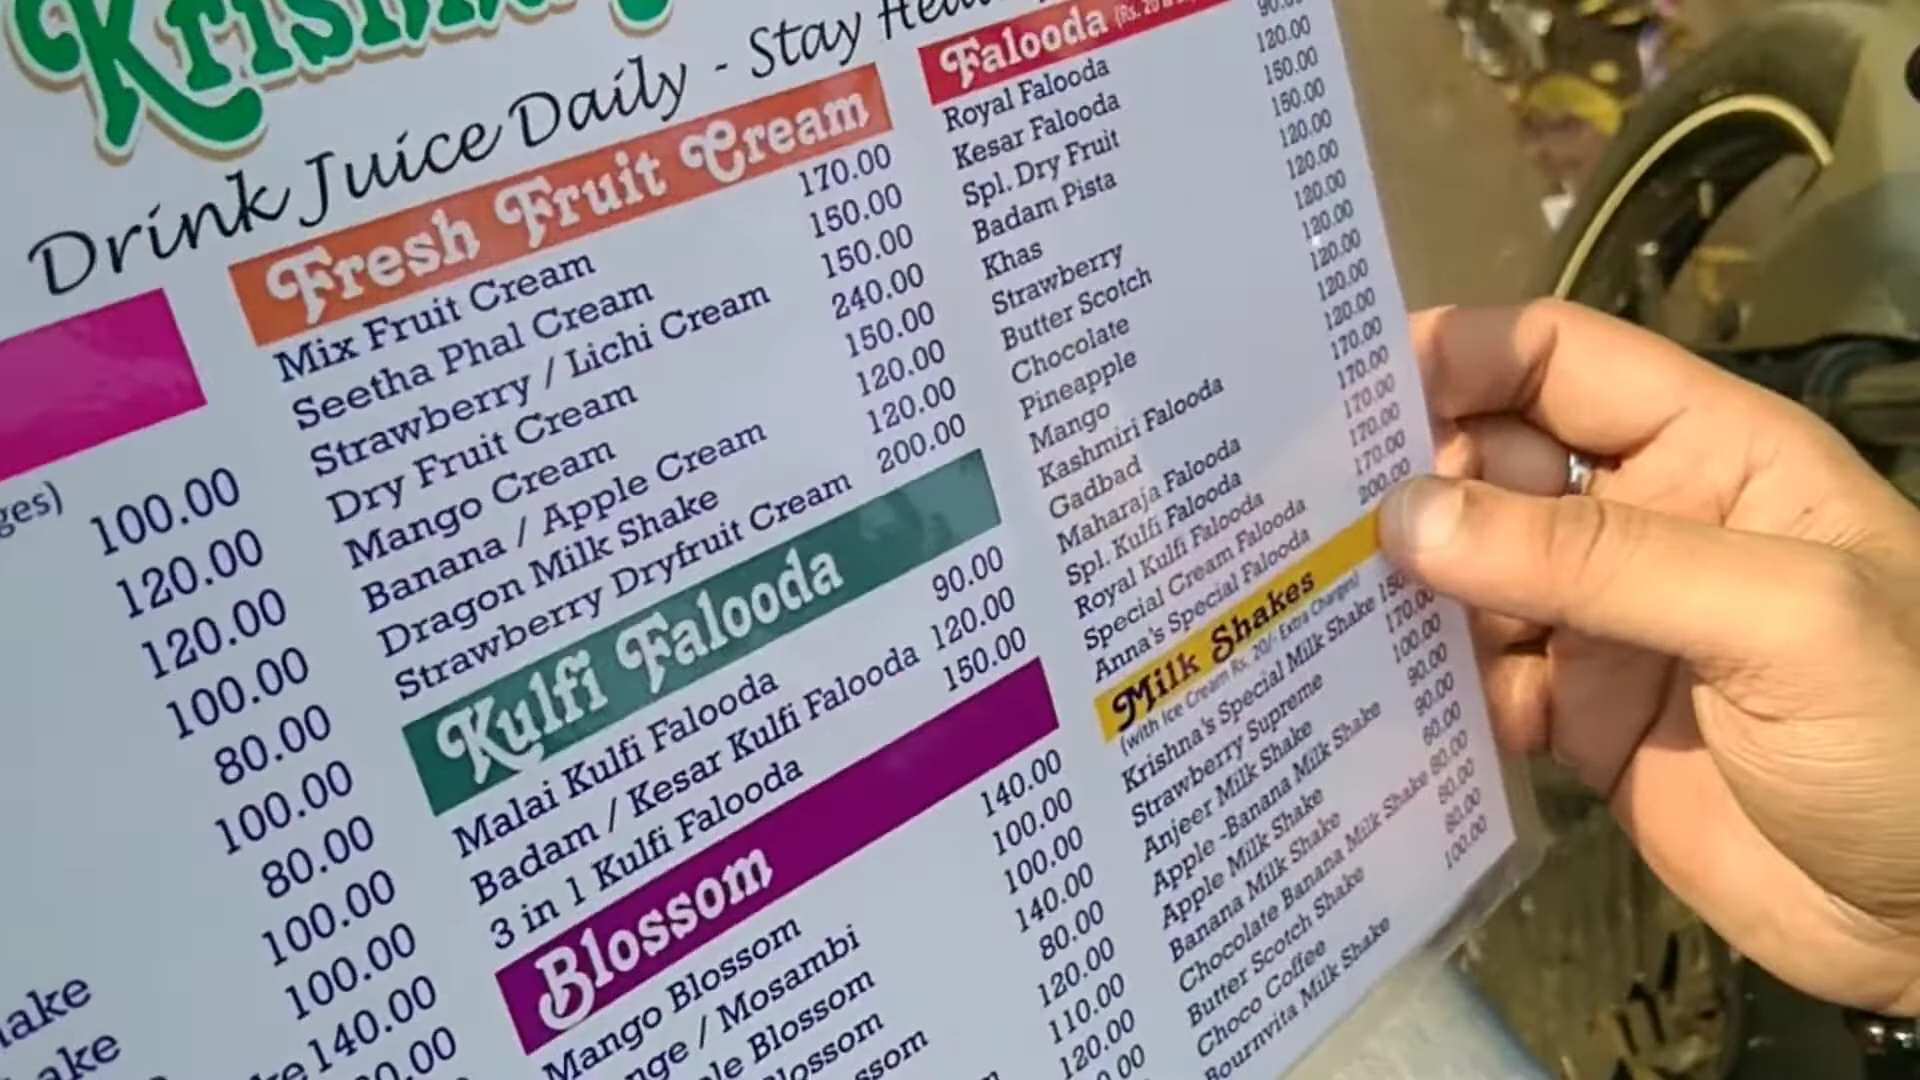 Drink Juice Daily - Stay
100.00
120.00
120.00
100.00
80.00
100.00
80.00
100.00
100.00
140.00
Fresh Fruit Cream
Mix Fruit Cream 170.00
Seetha Phal Cream 150.00
Strawberry / Lichi Cream 150.00
Dry Fruit Cream 240.00
Mango Cream 150.00
Banana / Apple Cream 120.00
Dragon Milk Shake 120.00
Strawberry Dryfruit Cream 200.00
Kulfi Falooda
Malai Kulfi Falooda 90.00
Badam / Kesar Kulfi Falooda 120.00
3 in 1 Kulfi Falooda 150.00
Blossom
Mango Blossom 140.00
/ Mosambi 100.00
Blossom 100.00
140.00
80.00
120.00
110.00
120.00
Falooda
Royal Falooda 90.00
Kesar Falooda 120.00
Spl. Dry Fruit 150.00
Badam Pista 150.00
Khas 120.00
Strawberry 120.00
Butter Scotch 120.00
Chocolate 120.00
Pineapple 120.00
Mango 120.00
Kashmiri Falooda 120.00
Gadbad 170.00
Maharaja Falooda 170.00
Spl. Kulfi Falooda 170.00
Royal Kulfi Falooda 170.00
Special Cream Falooda 170.00
Anna's Special Falooda 200.00
Milk Shakes
(with Ice Cream Rs. 20/- Extra Charges)
Krishna's Special Milk Shake
Strawberry Supreme 170.00
Anjeer Milk Shake 100.00
Apple -Banana Milk Shake 90.00
Apple Milk Shake 90.00
Banana Milk Shake 60.00
Chocolate Banana Milk Shake 80.00
Butter Scotch Shake 80.00
Choco Coffee 80.00
Bournvita Milk Shake 100.00